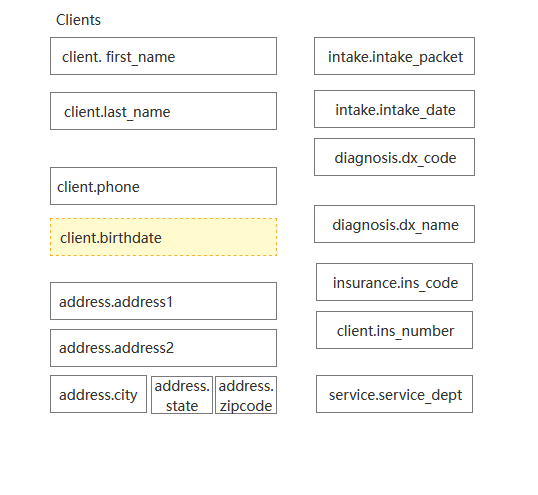 Clients
client. first_name
client.last_name
client.phone
client.birthdate
address.address1
address.address2
address.city
address.
state
address.
zipcode
intake.intake_packet
intake.intake_date
diagnosis.dx_code
diagnosis.dx_name
insurance.ins_code
client.ins_number
service.service_dept